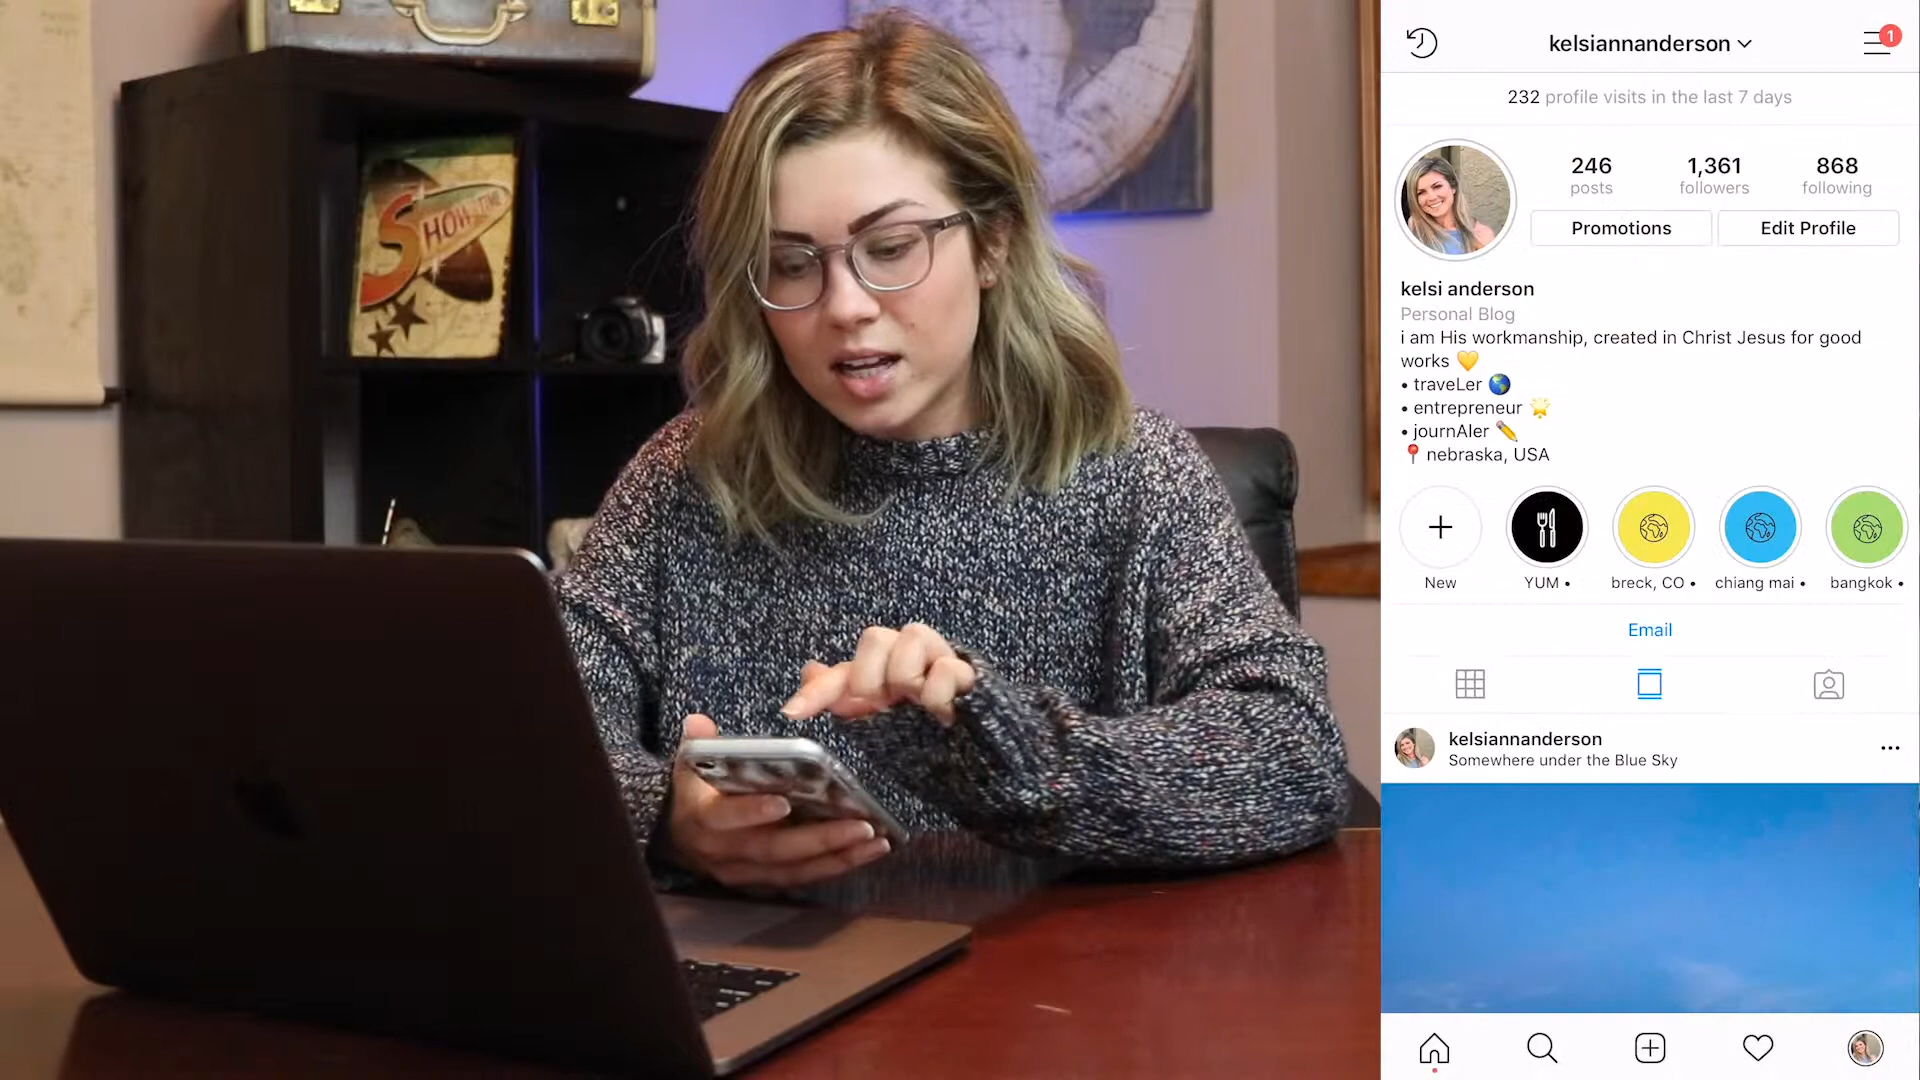 SHOWTIME
kelsiannanderson
1
232 profile visits in the last 7 days
246 1,361 868
posts followers following
Promotions Edit Profile
kelsi anderson
Personal Blog
i am His workmanship, created in Christ Jesus for good
works 💛
• traveLer 🌎
• entrepreneur 🌟
• journAler ✏️
📍 nebraska, USA
New YUM • breck, CO • chiang mai • bangkok •
Email
kelsiannanderson
Somewhere under the Blue Sky